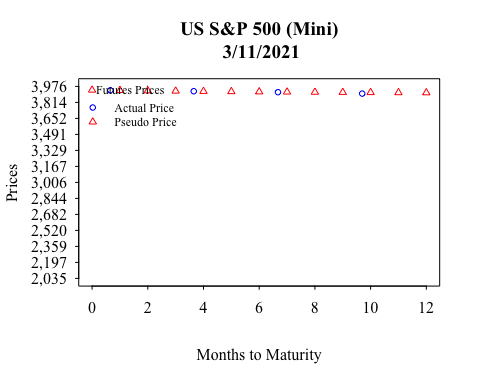 US S&P 500 (Mini)
3/11/2021
Prices
3,976
3,814
3,652
3,491
3,329
3,167
3,006
2,844
2,682
2,520
2,359
2,197
2,035
Futures Prices
Actual Price
Pseudo Price
0 2 4 6 8 10 12
Months to Maturity